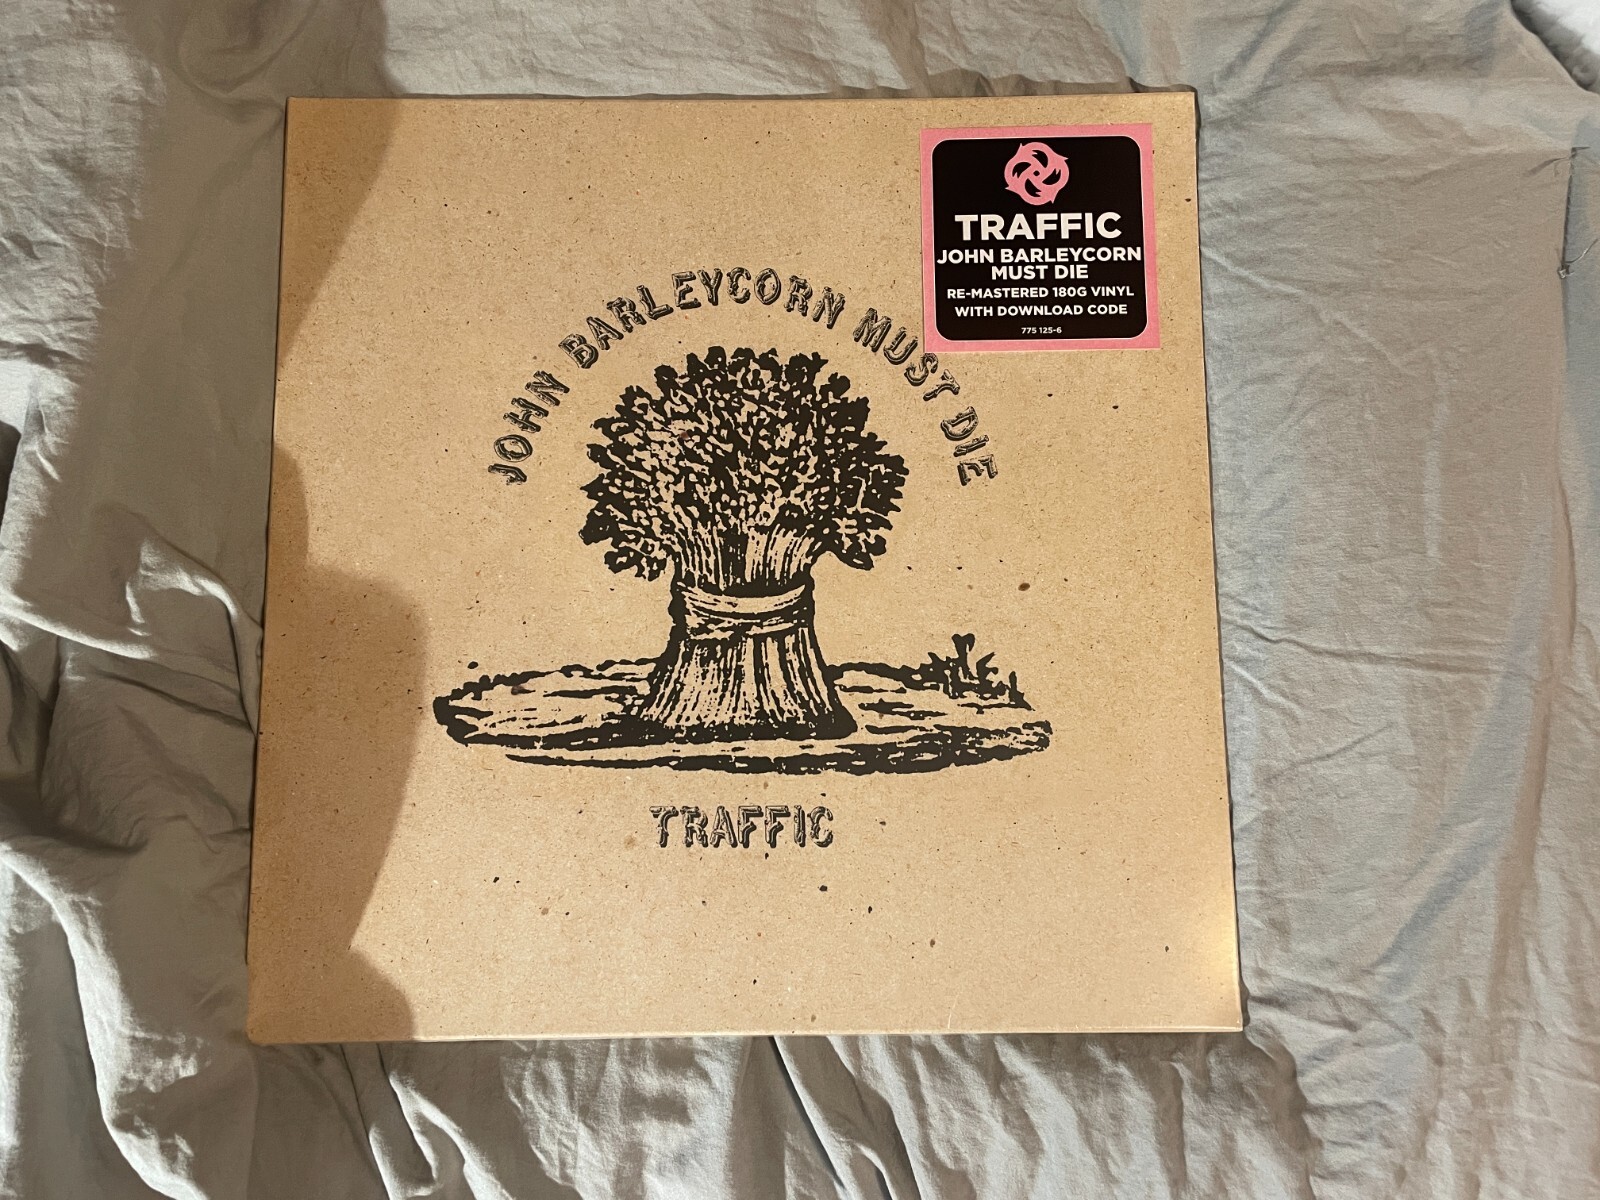 TRAFFIC
JOHN BARLEYCORN
MUST DIE
RE-MASTERED 180G VINYL
WITH DOWNLOAD CODE
775 125-6
JOHN BARLEYCORN MUST DIE
TRAFFIC